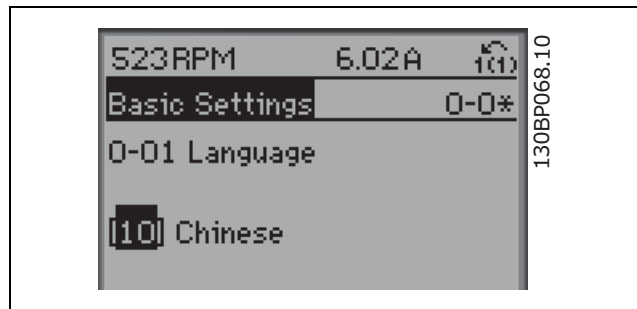 523RPM 6.02A 1(1)
Basic Settings 0-0*
0-01 Language
[10] Chinese
130BP068.10